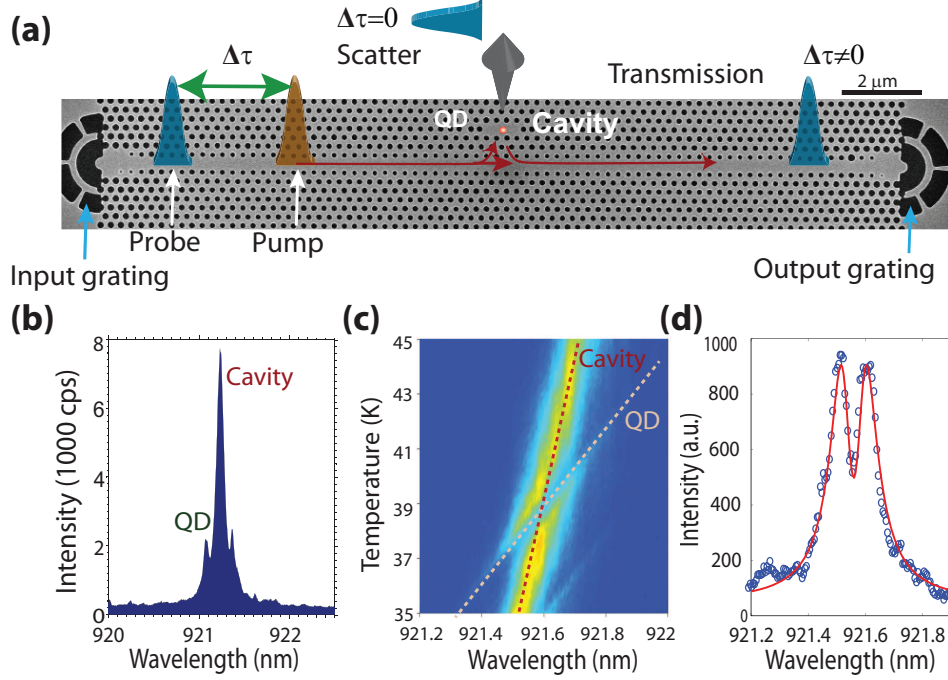 (a)
Δτ=0
Scatter
Δτ
Transmission
Δτ≠0
2 μm
QD
Cavity
Probe
Pump
Input grating
Output grating
(b)
Intensity (1000 cps)
8
6
4
2
0
Cavity
QD
920
921
922
Wavelength (nm)
(c)
Temperature (K)
45
43
41
39
37
35
Cavity
QD
921.2
921.4
921.6
921.8
922
Wavelength (nm)
(d)
Intensity (a.u.)
1000
800
600
400
200
0
921.2
921.4
921.6
921.8
Wavelength (nm)